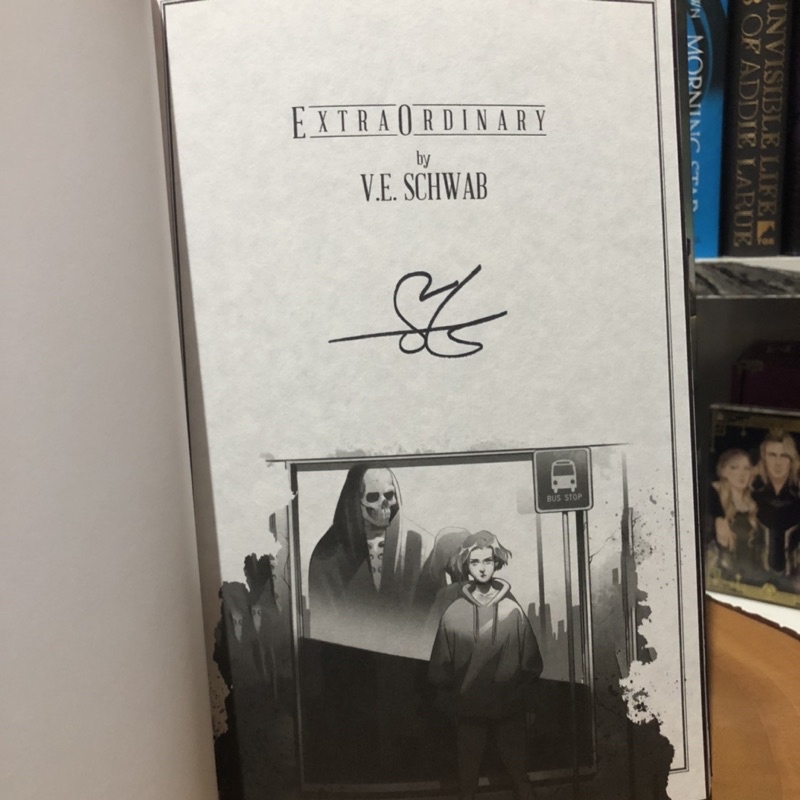 EXTRAORDINARY
by
V.E. SCHWAB
BUS STOP
MORNING STAR
INVISIBLE LIFE
OF ADDIE LARUE